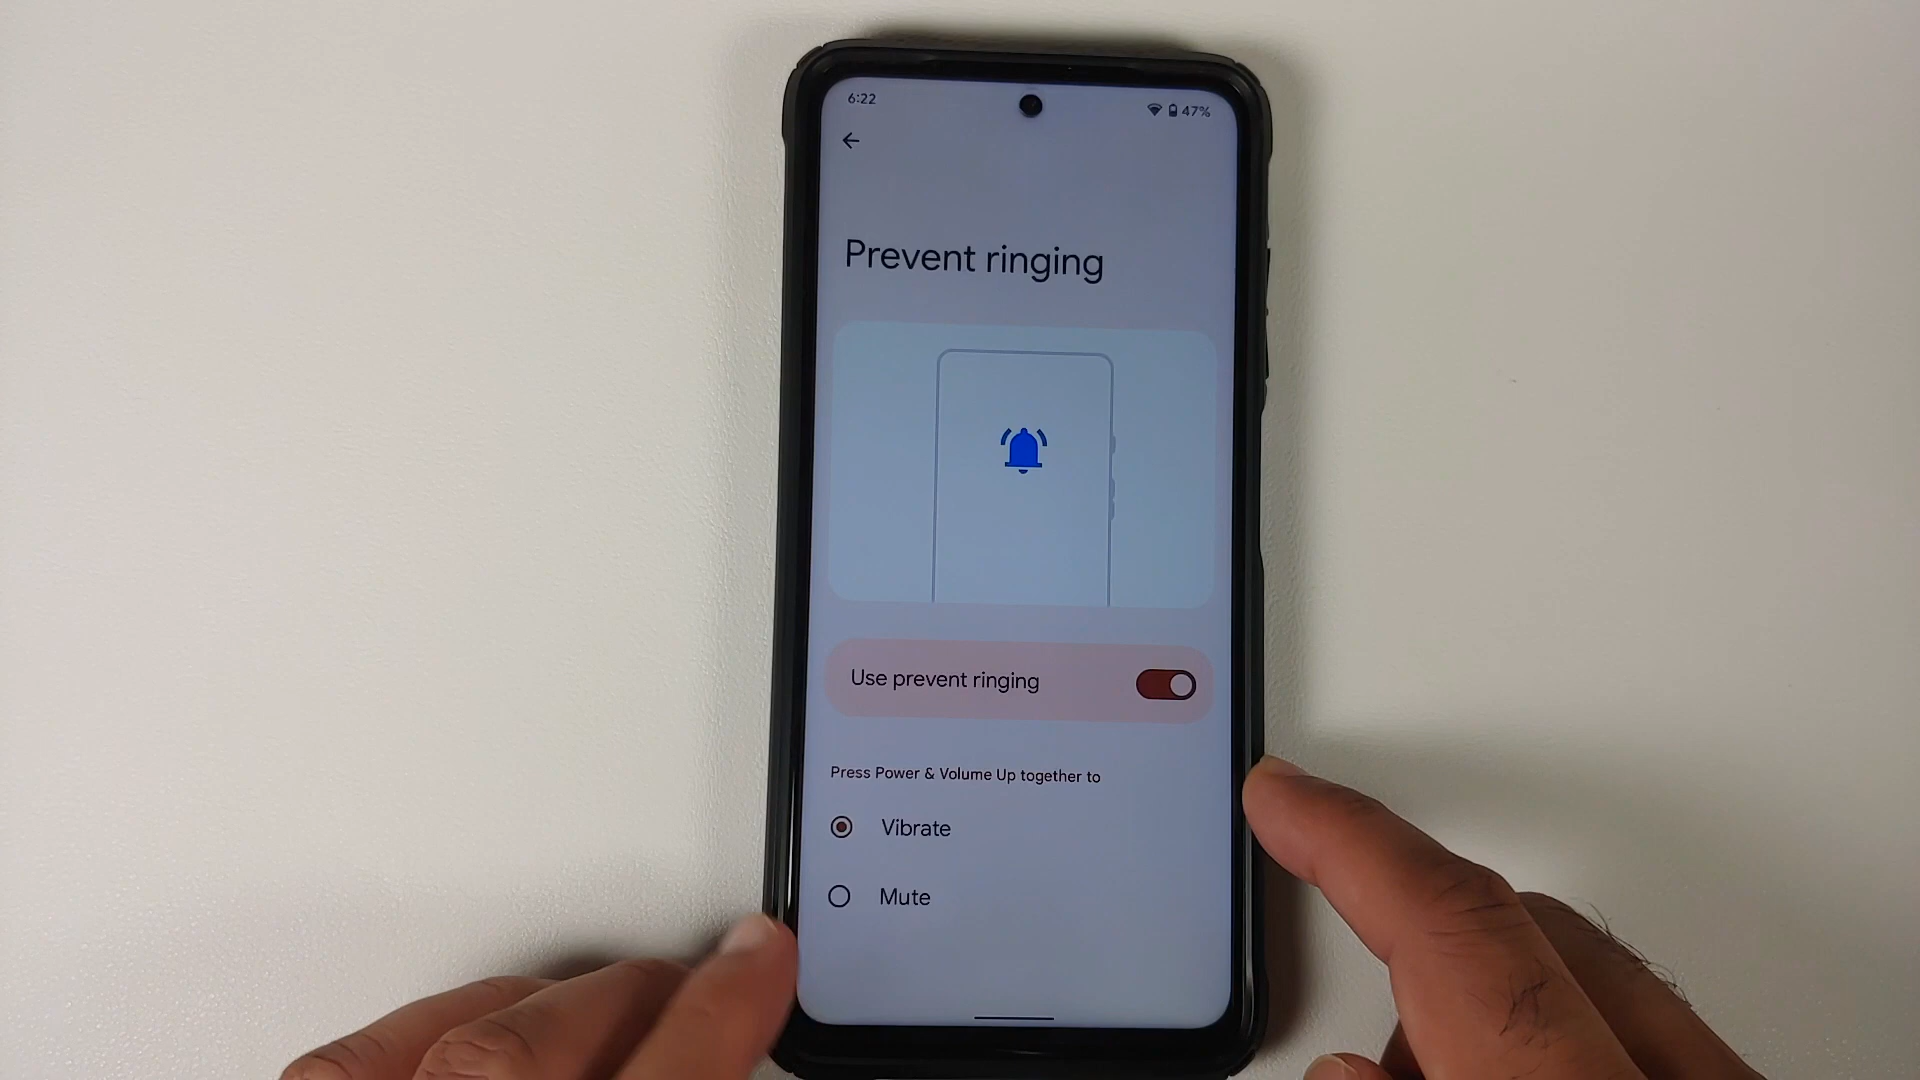 6:22
47%
Prevent ringing
Use prevent ringing
Press Power & Volume Up together to
Vibrate
Mute